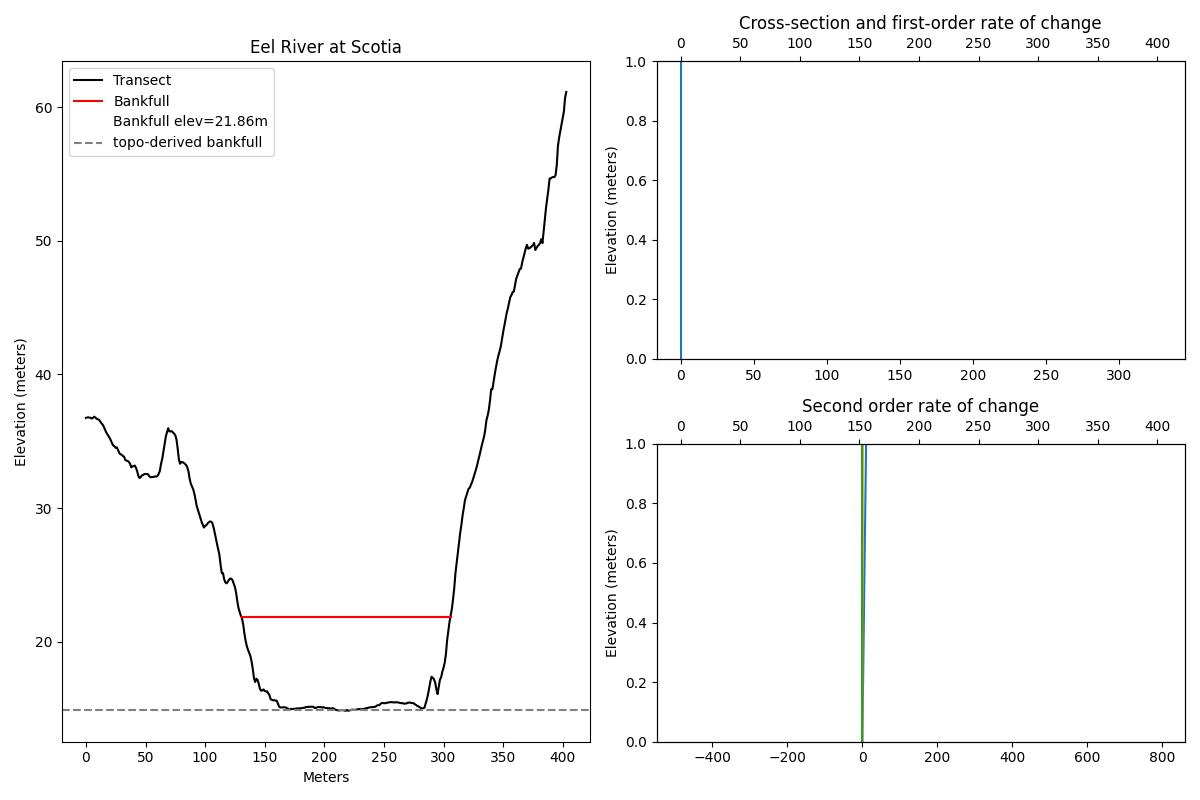 Eel River at Scotia
Transect
Bankfull
Bankfull elev=21.86m
topo-derived bankfull
Elevation (meters)
60
50
40
30
20
0 50 100 150 200 250 300 350 400
Meters
Cross-section and first-order rate of change
0 50 100 150 200 250 300 350 400
Elevation (meters)
1.0
0.8
0.6
0.4
0.2
0.0
0 50 100 150 200 250 300
Second order rate of change
0 50 100 150 200 250 300 350 400
Elevation (meters)
1.0
0.8
0.6
0.4
0.2
0.0
−400 −200 0 200 400 600 800